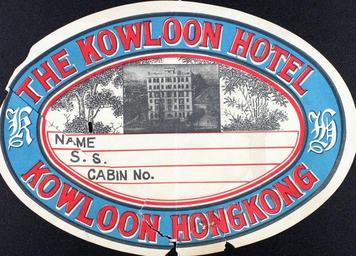 THE KOWLOON HOTEL
K H
NAME
S. S.
CABIN No.
KOWLOON HONGKONG